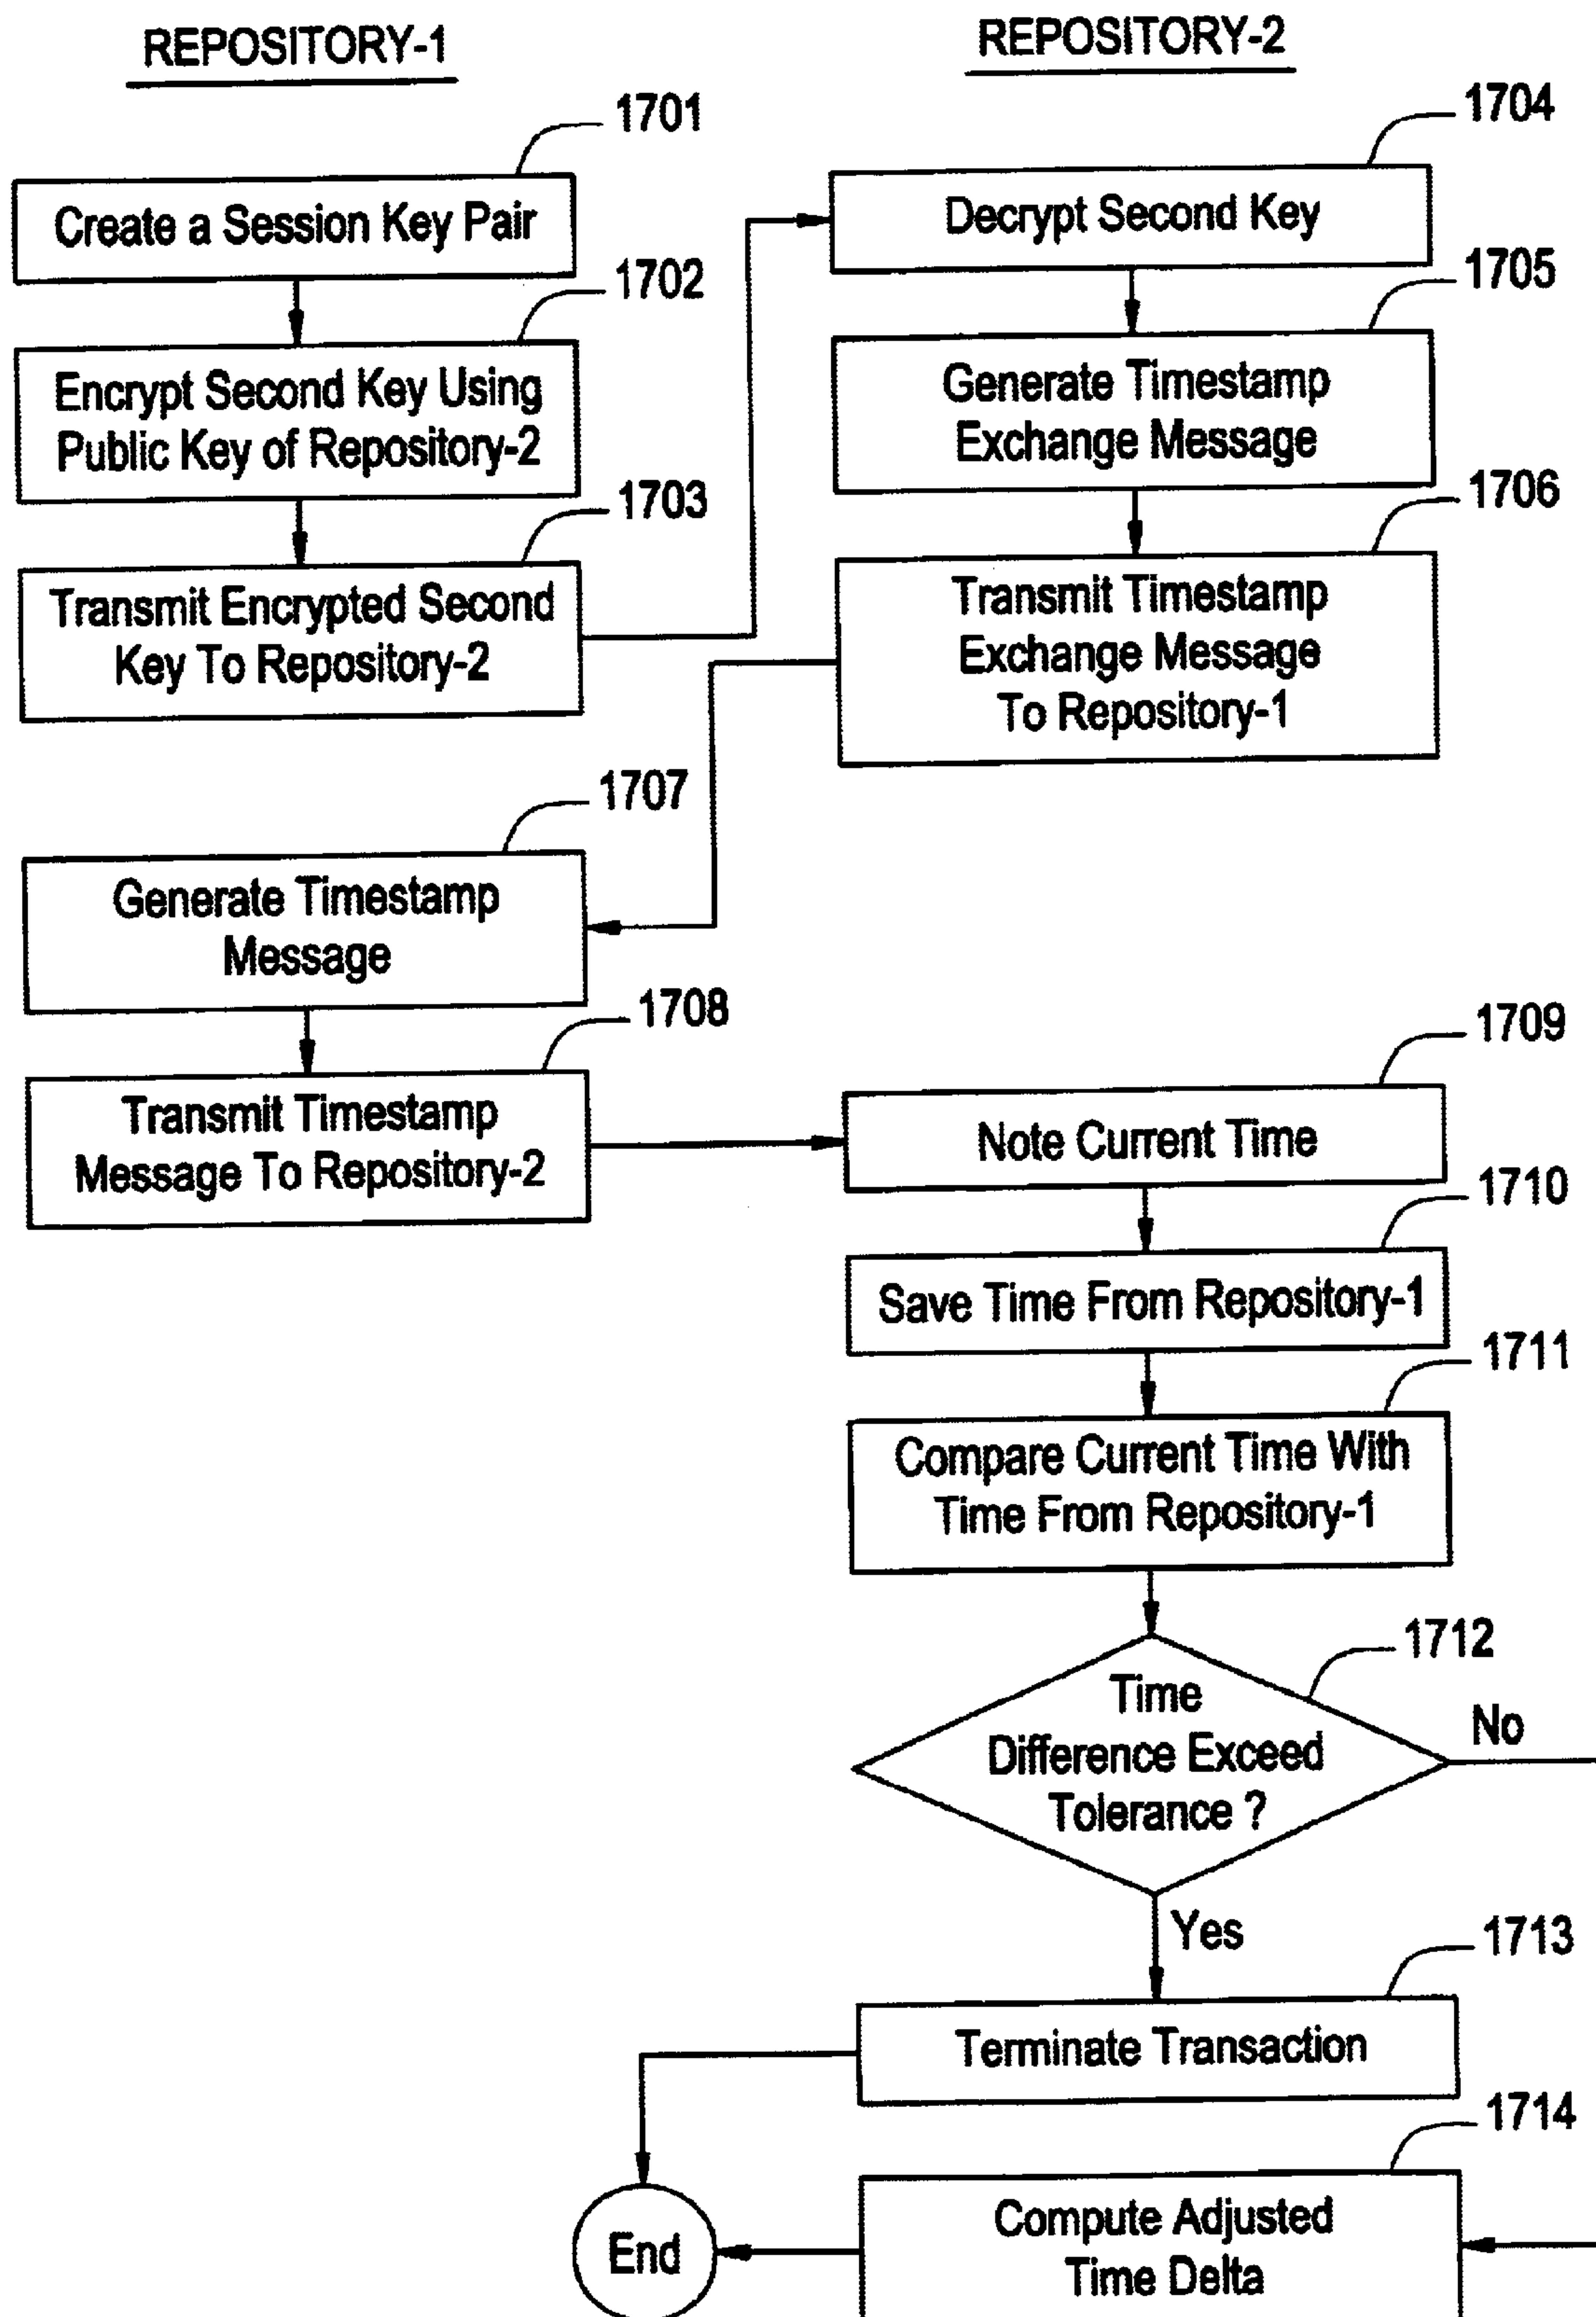 REPOSITORY-1
REPOSITORY-2
1701
Create a Session Key Pair
1702
Encrypt Second Key Using
Public Key of Repository-2
1703
Transmit Encrypted Second
Key To Repository-2
1704
Decrypt Second Key
1705
Generate Timestamp
Exchange Message
1706
Transmit Timestamp
Exchange Message
To Repository-1
1707
Generate Timestamp
Message
1708
Transmit Timestamp
Message To Repository-2
1709
Note Current Time
1710
Save Time From Repository-1
1711
Compare Current Time With
Time From Repository-1
1712
Time
Difference Exceed
Tolerance ?
No
Yes
1713
Terminate Transaction
1714
Compute Adjusted
Time Delta
End